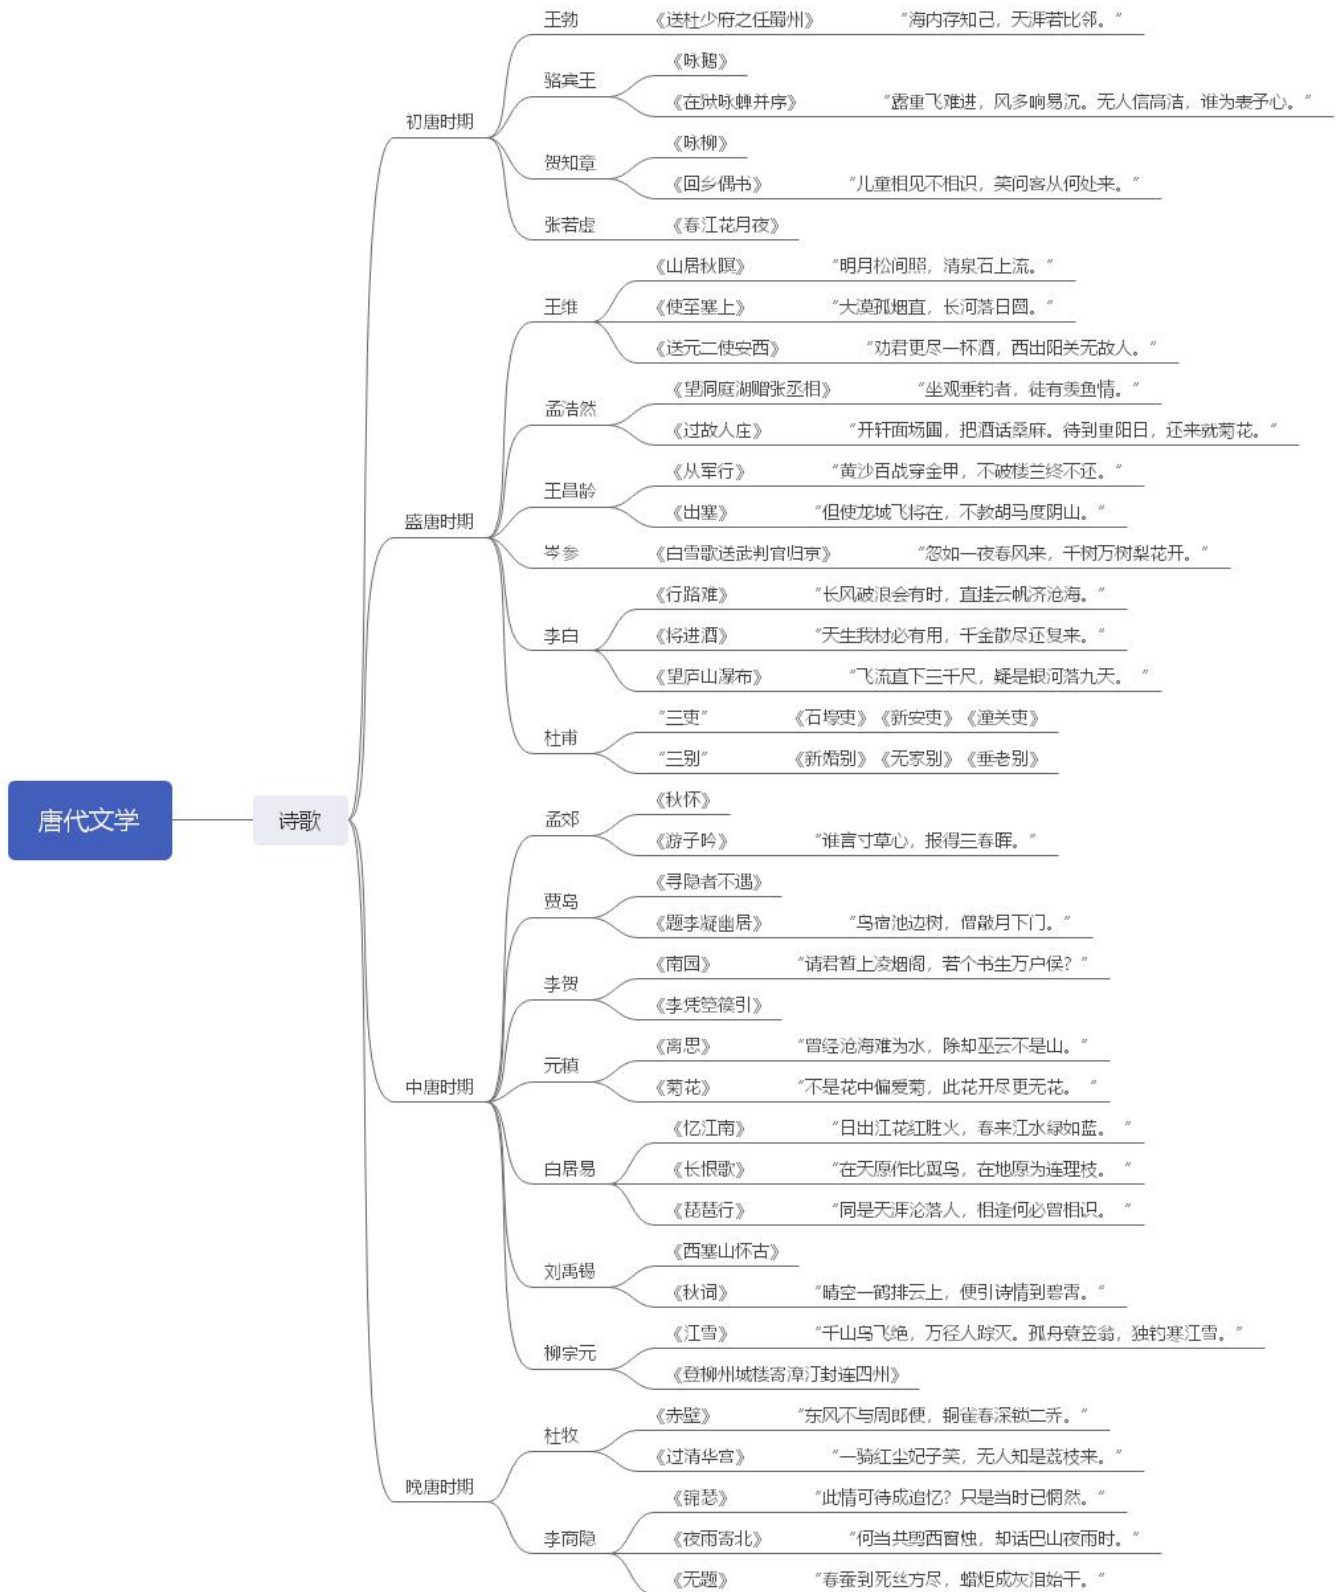 王勃 《送杜少府之任蜀州》 “海内存知己，天涯若比邻。”
《咏鹅》
骆宾王
《在狱咏蝉并序》 “露重飞难进，风多响易沉。无人信高洁，谁为表予心。”
初唐时期
《咏柳》
贺知章
《回乡偶书》 “儿童相见不相识，笑问客从何处来。”
张若虚 《春江花月夜》
《山居秋暝》 “明月松间照，清泉石上流。”
王维 《使至塞上》 “大漠孤烟直，长河落日圆。”
《送元二使安西》 “劝君更尽一杯酒，西出阳关无故人。”
《望洞庭湖赠张丞相》 “坐观垂钓者，徒有羡鱼情。”
孟浩然
《过故人庄》 “开轩面场圃，把酒话桑麻。待到重阳日，还来就菊花。”
《从军行》 “黄沙百战穿金甲，不破楼兰终不还。”
王昌龄
《出塞》 “但使龙城飞将在，不教胡马度阴山。”
盛唐时期
岑参 《白雪歌送武判官归京》 “忽如一夜春风来，千树万树梨花开。”
《行路难》 “长风破浪会有时，直挂云帆济沧海。”
李白 《将进酒》 “天生我材必有用，千金散尽还复来。”
《望庐山瀑布》 “飞流直下三千尺，疑是银河落九天。 ”
“三吏” 《石壕吏》《新安吏》《潼关吏》
杜甫
“三别” 《新婚别》《无家别》《垂老别》
唐代文学 诗歌
《秋怀》
孟郊
《游子吟》 “谁言寸草心，报得三春晖。”
《寻隐者不遇》
贾岛
《题李凝幽居》 “鸟宿池边树，僧敲月下门。”
《南园》 “请君暂上凌烟阁，若个书生万户侯？”
李贺
《李凭箜篌引》
《离思》 “曾经沧海难为水，除却巫云不是山。”
元稹
《菊花》 “不是花中偏爱菊，此花开尽更无花。 ”
中唐时期
《忆江南》 “日出江花红胜火，春来江水绿如蓝。 ”
白居易 《长恨歌》 “在天原作比翼鸟，在地原为连理枝。 ”
《琵琶行》 “同是天涯沦落人，相逢何必曾相识。 ”
《西塞山怀古》
刘禹锡
《秋词》 “晴空一鹤排云上，便引诗情到碧霄。”
《江雪》 “千山鸟飞绝，万径人踪灭。孤舟蓑笠翁，独钓寒江雪。”
柳宗元
《登柳州城楼寄漳汀封连四州》
《赤壁》 “东风不与周郎便，铜雀春深锁二乔。”
杜牧
《过清华宫》 “一骑红尘妃子笑，无人知是荔枝来。”
晚唐时期
《锦瑟》 “此情可待成追忆？只是当时已惘然。”
李商隐 《夜雨寄北》 “何当共剪西窗烛，却话巴山夜雨时。”
《无题》 “春蚕到死丝方尽，蜡炬成灰泪始干。”